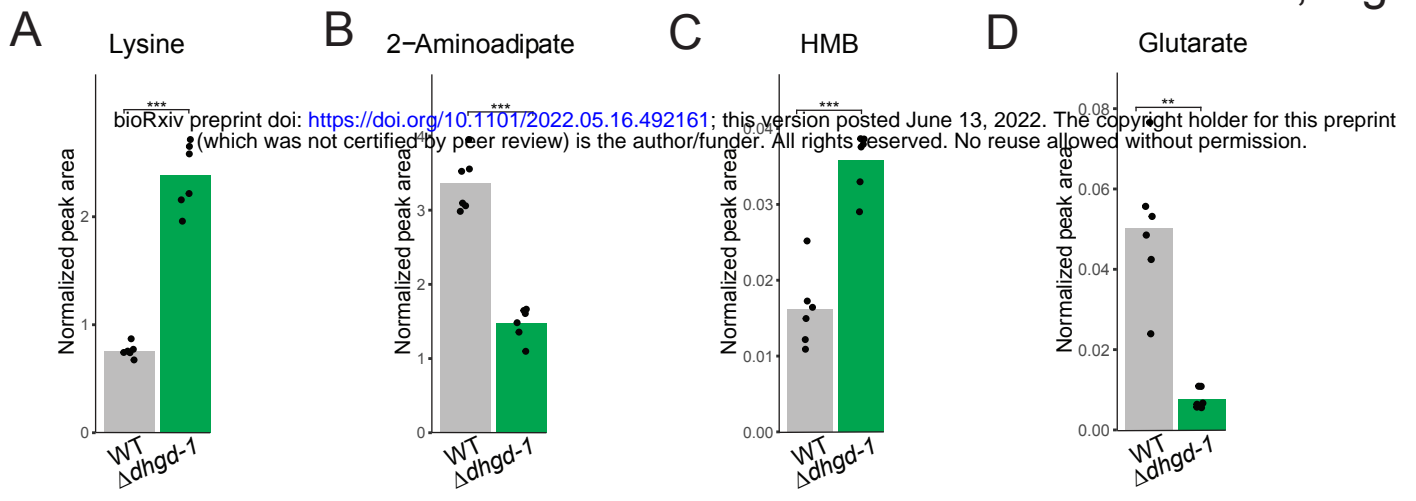 A
Lysine
B
2−Aminoadipate
C
HMB
D
Glutarate
bioRxiv preprint doi: https://doi.org/10.1101/2022.05.16.492161; this version posted June 13, 2022. The copyright holder for this preprint
(which was not certified by peer review) is the author/funder. All rights reserved. No reuse allowed without permission.
Normalized peak area
***
2
1
0
WT
Δdhgd-1
Normalized peak area
***
4
3
2
1
0
WT
Δdhgd-1
Normalized peak area
***
0.04
0.03
0.02
0.01
0.00
WT
Δdhgd-1
Normalized peak area
**
0.08
0.06
0.04
0.02
0.00
WT
Δdhgd-1